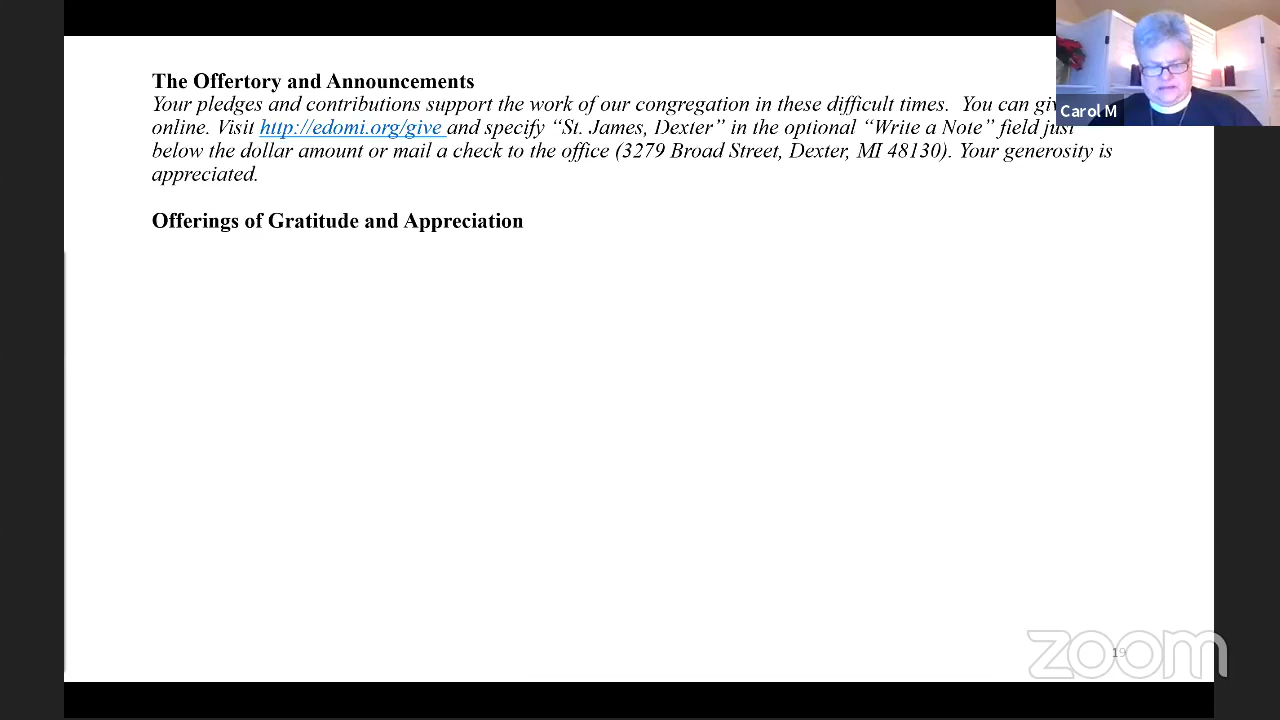 The Offertory and Announcements
Your pledges and contributions support the work of our congregation in these difficult times. You can giv
online. Visit http://edomi.org/give and specify “St. James, Dexter” in the optional “Write a Note” field just
below the dollar amount or mail a check to the office (3279 Broad Street, Dexter, MI 48130). Your generosity is
appreciated.
Offerings of Gratitude and Appreciation
Carol M
19
zoom